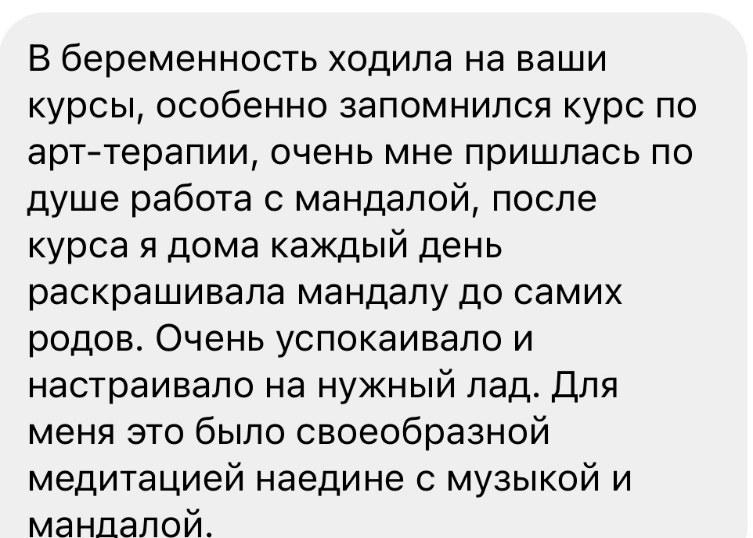 В беременность ходила на ваши
курсы, особенно запомнился курс по
арт-терапии, очень мне пришлась по
душе работа с мандалой, после
курса я дома каждый день
раскрашивала мандалу до самих
родов. Очень успокаивало и
настраивало на нужный лад. Для
меня это было своеобразной
медитацией наедине с музыкой и
мандалой.